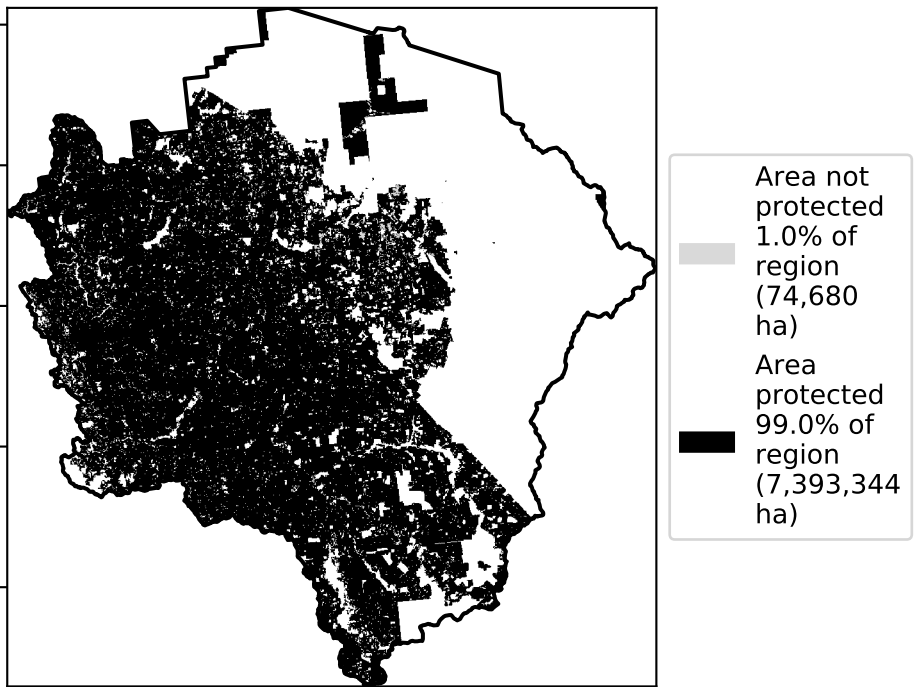 Area not
protected
1.0% of
region
(74,680
ha)
Area
protected
99.0% of
region
(7,393,344
ha)